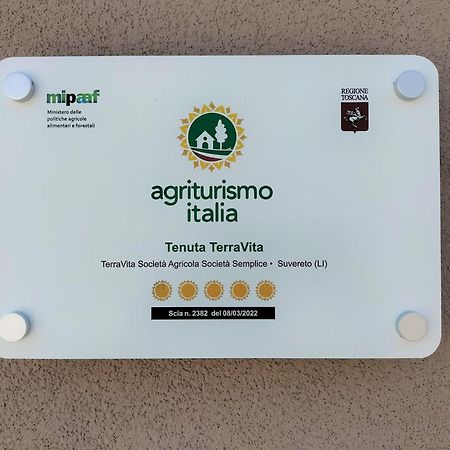 mipaaf
Ministero delle
politiche agricole
alimentari e forestali
REGIONE
TOSCANA
agriturismo
italia
Tenuta TerraVita
TerraVita Società Agricola Società Semplice • Suvereto (LI)
Scia n. 2382 del 08/03/2022